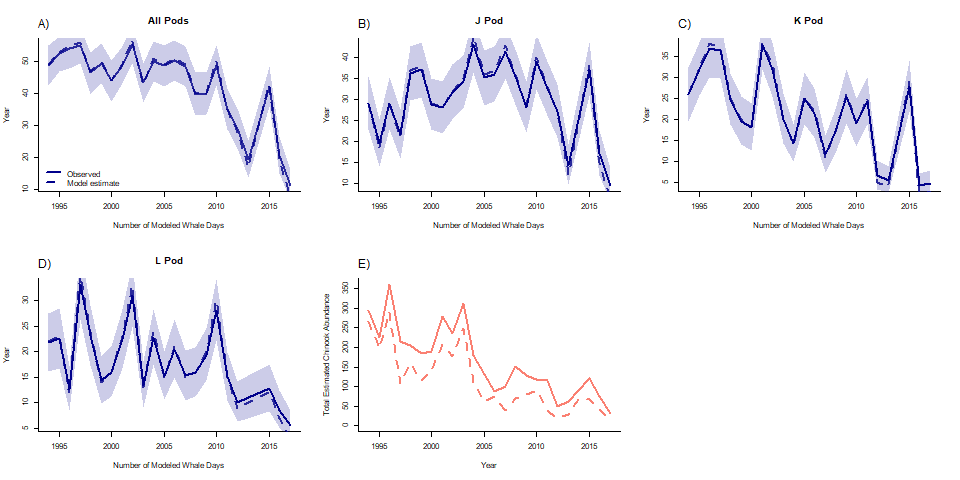 A) All Pods
Year
50
40
30
20
10
Observed
Model estimate
1995 2000 2005 2010 2015
Number of Modeled Whale Days
B) J Pod
Year
40
35
30
25
20
15
10
1995 2000 2005 2010 2015
Number of Modeled Whale Days
C) K Pod
Year
35
30
25
20
15
10
5
1995 2000 2005 2010 2015
Number of Modeled Whale Days
D) L Pod
Year
30
25
20
15
10
5
1995 2000 2005 2010 2015
Number of Modeled Whale Days
E)
Total Estimated Chinook Abundance
350
300
250
200
150
100
50
0
1995 2000 2005 2010 2015
Year